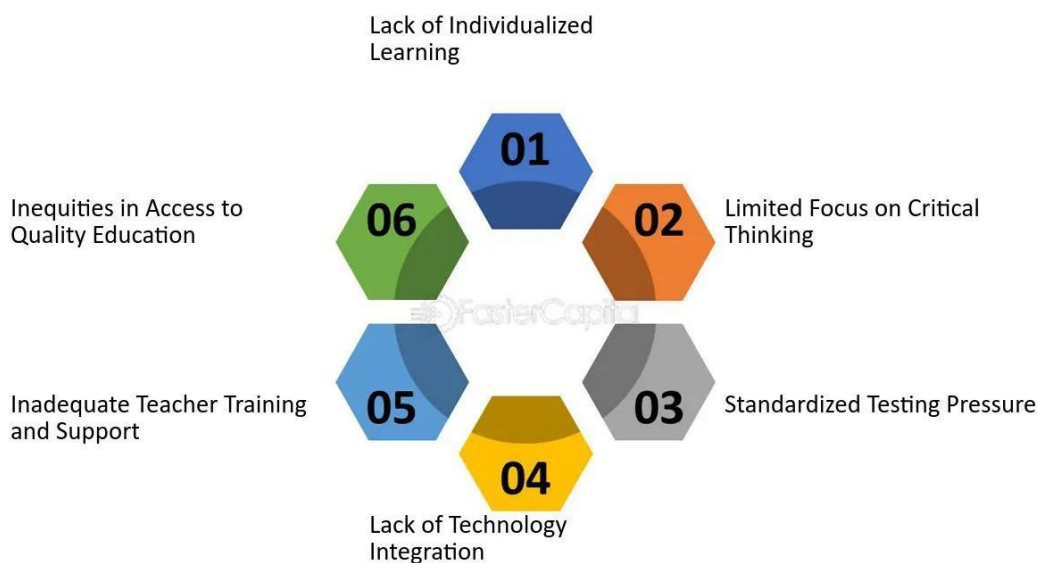 Lack of Individualized
Learning
01
02
Limited Focus on Critical
Thinking
03
Standardized Testing Pressure
04
Lack of Technology
Integration
05
Inadequate Teacher Training
and Support
06
Inequities in Access to
Quality Education
FasterCapital